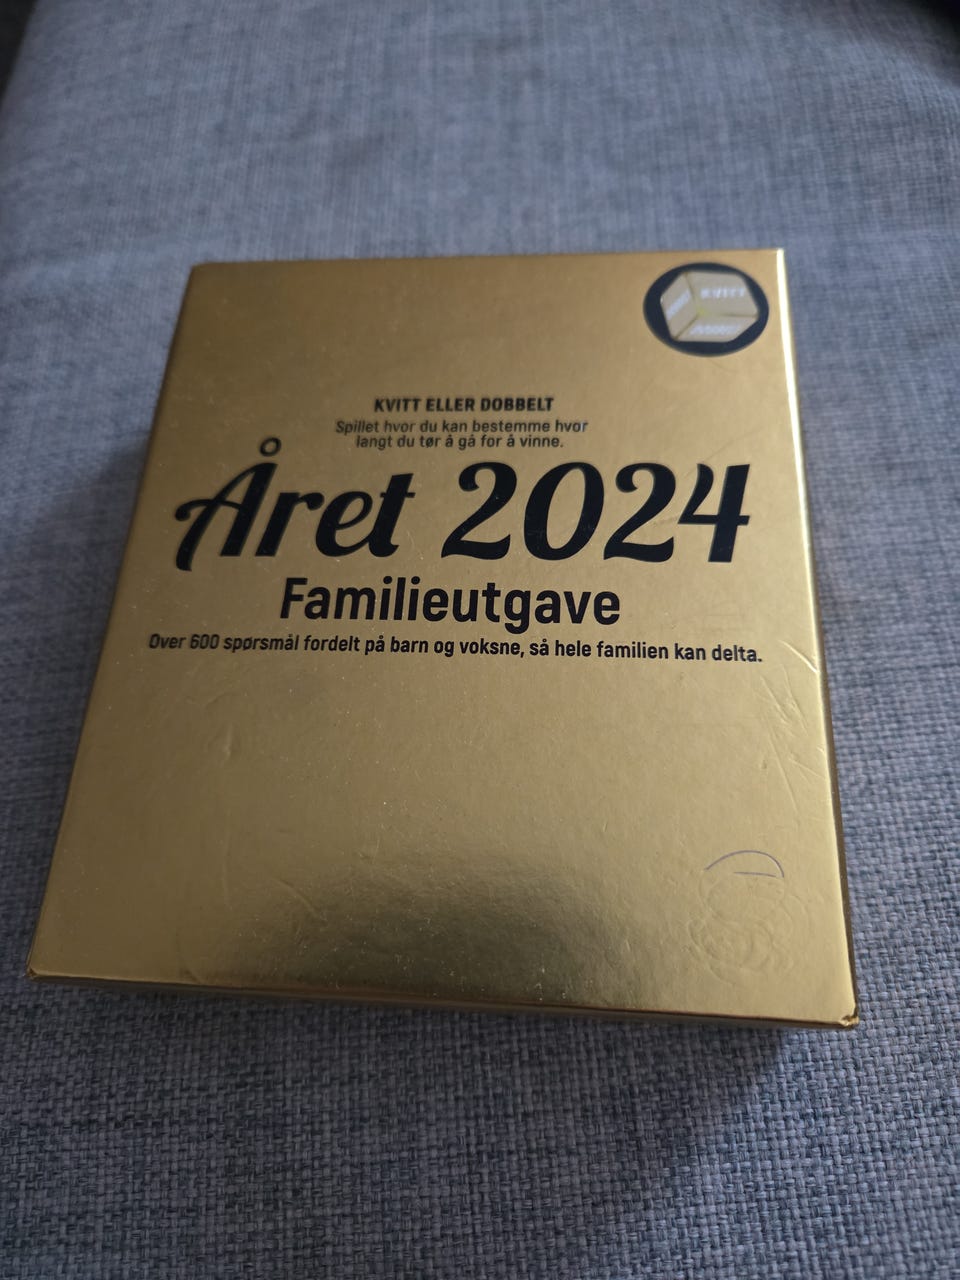 KVITT
KVITT ELLER DOBBELT
Spillet hvor du kan bestemme hvor
langt du tør å gå for å vinne.
Året 2024
Familieutgave
Over 600 spørsmål fordelt på barn og voksne, så hele familien kan delta.